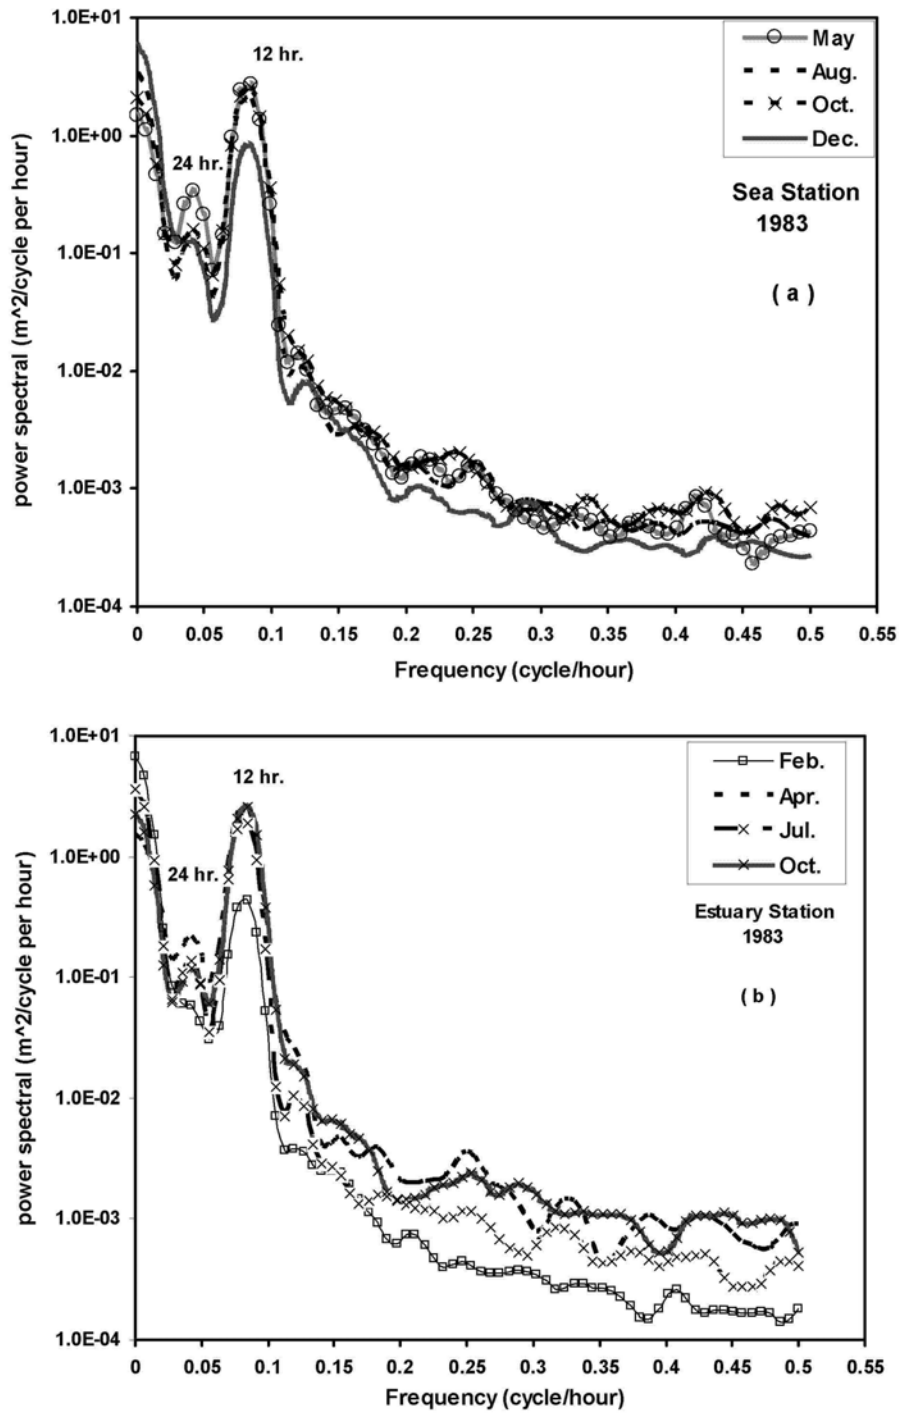 1.0E+01
1.0E+00
1.0E-01
1.0E-02
1.0E-03
1.0E-04
power spectral (m^2/cycle per hour)
12 hr.
24 hr.
May
Aug.
Oct.
Dec.
Sea Station
1983
( a )
0 0.05 0.1 0.15 0.2 0.25 0.3 0.35 0.4 0.45 0.5 0.55
Frequency (cycle/hour)
1.0E+01
1.0E+00
1.0E-01
1.0E-02
1.0E-03
1.0E-04
power spectral (m^2/cycle per hour)
12 hr.
24 hr.
Feb.
Apr.
Jul.
Oct.
Estuary Station
1983
( b )
0 0.05 0.1 0.15 0.2 0.25 0.3 0.35 0.4 0.45 0.5 0.55
Frequency (cycle/hour)